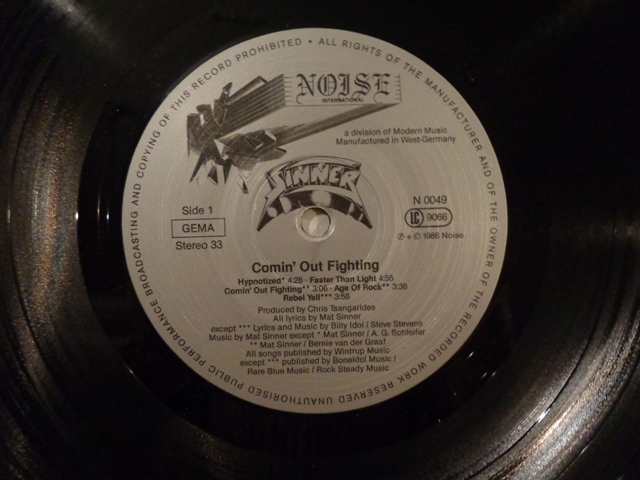 UNAUTHORISED PUBLIC PERFORMANCE BROADCASTING AND COPYING OF THIS RECORD PROHIBITED • ALL RIGHTS OF THE MANUFACTURER AND OF THE OWNER OF THE RECORDED WORK RESERVED
NOISE
INTERNATIONAL
a division of Modern Music
Manufactured in West-Germany
SINNER
Side 1
GEMA
Stereo 33
N 0049
LC 9066
℗ + © 1986 Noise
Comin' Out Fighting
Hypnotized* 4:28 - Faster Than Light 4:55
Comin' Out Fighting** 3:06 - Age Of Rock** 3:38
Rebel Yell*** 3:58
Produced by Chris Tsangarides
All lyrics by Mat Sinner
except *** Lyrics and Music by Billy Idol / Steve Stevens
Music by Mat Sinner except * Mat Sinner / A. G. Schleifer
** Mat Sinner / Bernie van der Graaf
All songs published by Wintrup Music
except *** published by Boneidol Music /
Rare Blue Music / Rock Steady Music